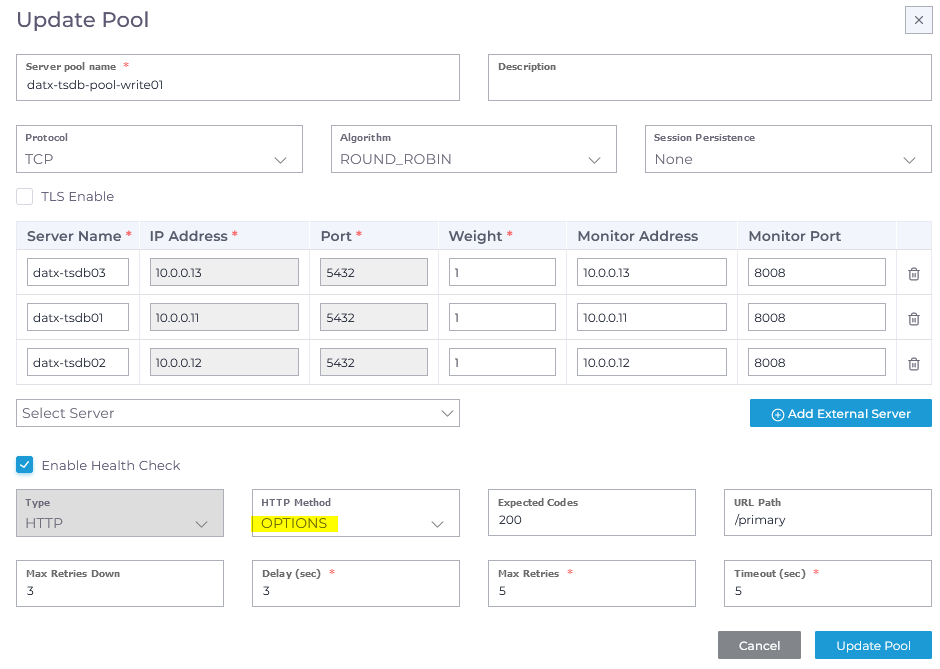 Update Pool
Server pool name *
datx-tsdb-pool-write01
Description
Protocol
TCP
Algorithm
ROUND_ROBIN
Session Persistence
None
TLS Enable
Server Name * IP Address * Port * Weight * Monitor Address Monitor Port
datx-tsdb03 10.0.0.13 5432 1 10.0.0.13 8008
datx-tsdb01 10.0.0.11 5432 1 10.0.0.11 8008
datx-tsdb02 10.0.0.12 5432 1 10.0.0.12 8008
Select Server
Add External Server
Enable Health Check
Type
HTTP
HTTP Method
OPTIONS
Expected Codes
200
URL Path
/primary
Max Retries Down
3
Delay (sec) *
3
Max Retries *
5
Timeout (sec) *
5
Cancel
Update Pool